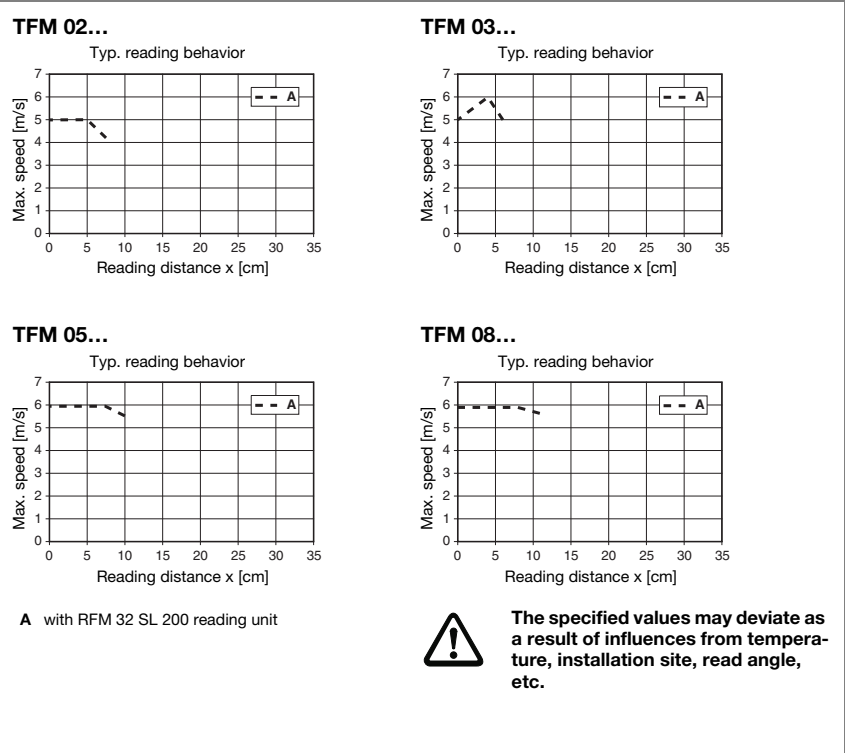 TFM 02…
Typ. reading behavior
Max. speed [m/s]
7
6
5
4
3
2
1
0
A
0 5 10 15 20 25 30 35
Reading distance x [cm]
TFM 03…
Typ. reading behavior
Max. speed [m/s]
7
6
5
4
3
2
1
0
A
0 5 10 15 20 25 30 35
Reading distance x [cm]
TFM 05…
Typ. reading behavior
Max. speed [m/s]
7
6
5
4
3
2
1
0
A
0 5 10 15 20 25 30 35
Reading distance x [cm]
TFM 08…
Typ. reading behavior
Max. speed [m/s]
7
6
5
4
3
2
1
0
A
0 5 10 15 20 25 30 35
Reading distance x [cm]
A with RFM 32 SL 200 reading unit
The specified values may deviate as
a result of influences from tempera-
ture, installation site, read angle,
etc.